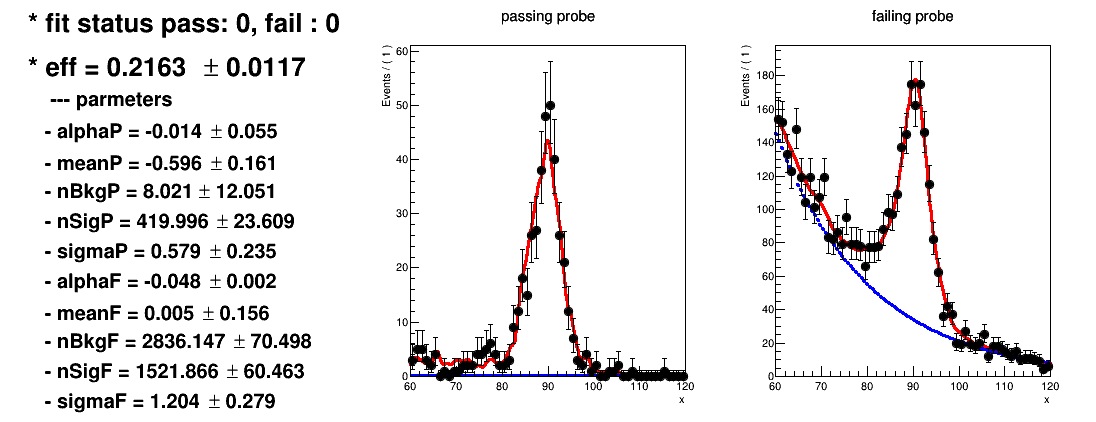 * fit status pass: 0, fail : 0
* eff = 0.2163 ± 0.0117
--- parmeters
- alphaP = -0.014 ± 0.055
- meanP = -0.596 ± 0.161
- nBkgP = 8.021 ± 12.051
- nSigP = 419.996 ± 23.609
- sigmaP = 0.579 ± 0.235
- alphaF = -0.048 ± 0.002
- meanF = 0.005 ± 0.156
- nBkgF = 2836.147 ± 70.498
- nSigF = 1521.866 ± 60.463
- sigmaF = 1.204 ± 0.279
passing probe
Events / ( 1 )
60
50
40
30
20
10
0
60 70 80 90 100 110 120
x
failing probe
Events / ( 1 )
180
160
140
120
100
80
60
40
20
0
60 70 80 90 100 110 120
x